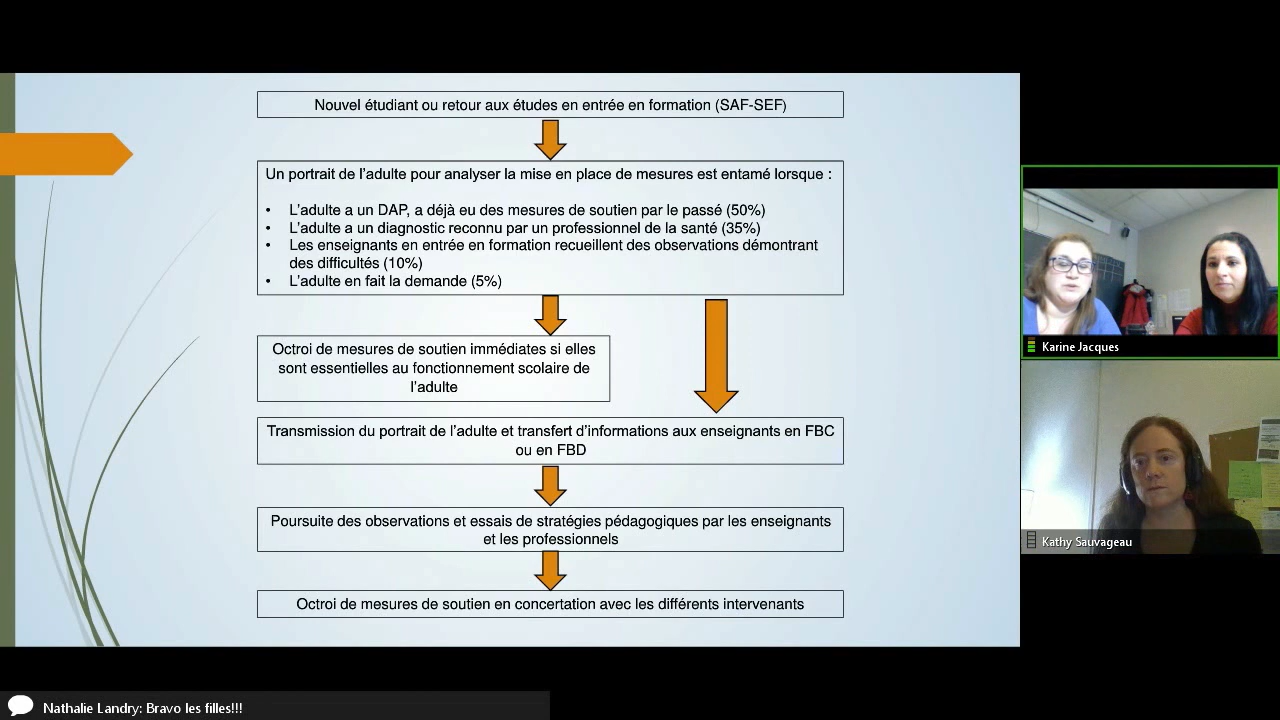 Nouvel étudiant ou retour aux études en entrée en formation (SAF-SEF)
Un portrait de l'adulte pour analyser la mise en place de mesures est entamé lorsque :
• L'adulte a un DAP, a déjà eu des mesures de soutien par le passé (50%)
• L'adulte a un diagnostic reconnu par un professionnel de la santé (35%)
• Les enseignants en entrée en formation recueillent des observations démontrant
des difficultés (10%)
• L'adulte en fait la demande (5%)
Octroi de mesures de soutien immédiates si elles
sont essentielles au fonctionnement scolaire de
l'adulte
Transmission du portrait de l'adulte et transfert d'informations aux enseignants en FBC
ou en FBD
Poursuite des observations et essais de stratégies pédagogiques par les enseignants
et les professionnels
Octroi de mesures de soutien en concertation avec les différents intervenants
Karine Jacques
Kathy Sauvageau
Nathalie Landry: Bravo les filles!!!